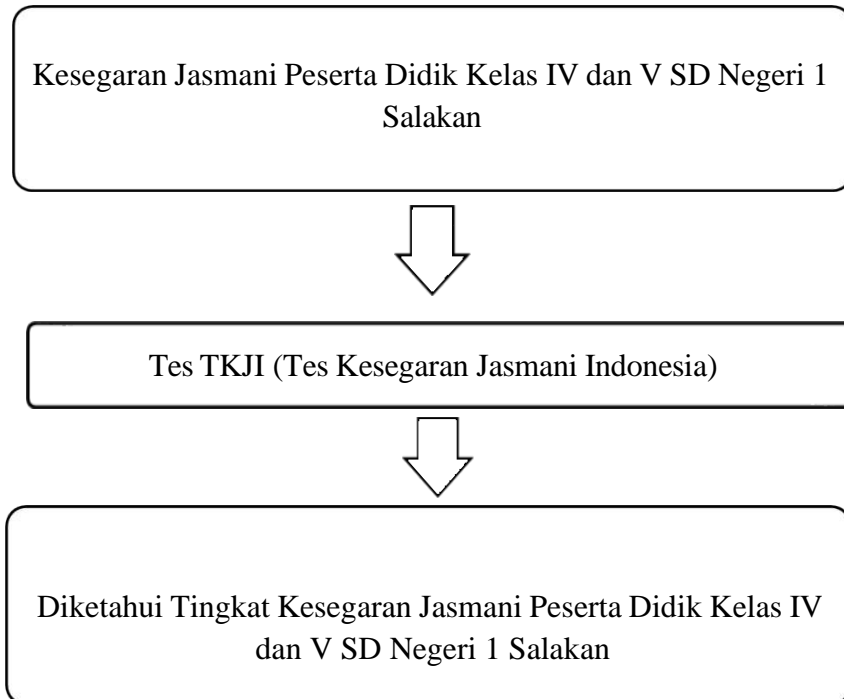 Kesegaran Jasmani Peserta Didik Kelas IV dan V SD Negeri 1
Salakan
Tes TKJI (Tes Kesegaran Jasmani Indonesia)
Diketahui Tingkat Kesegaran Jasmani Peserta Didik Kelas IV
dan V SD Negeri 1 Salakan